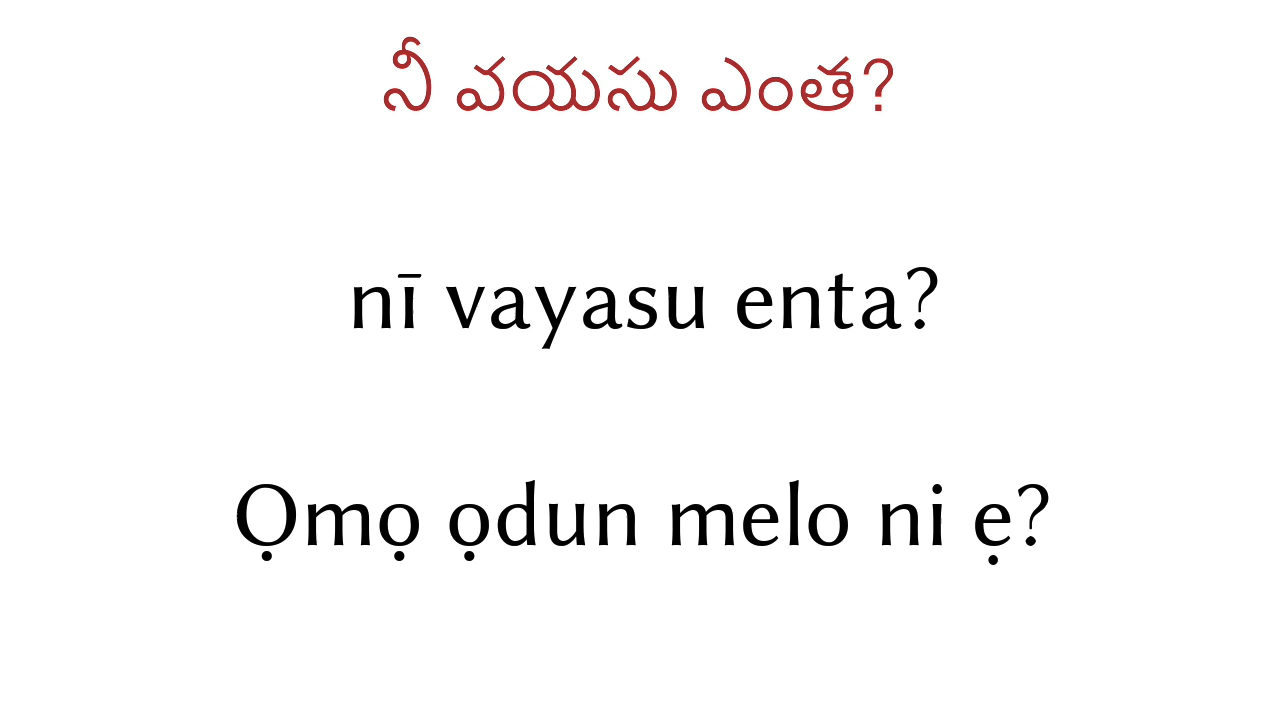 నీ వయసు ఎంత?
nī vayasu enta?
Ọmọ ọdun melo ni ẹ?